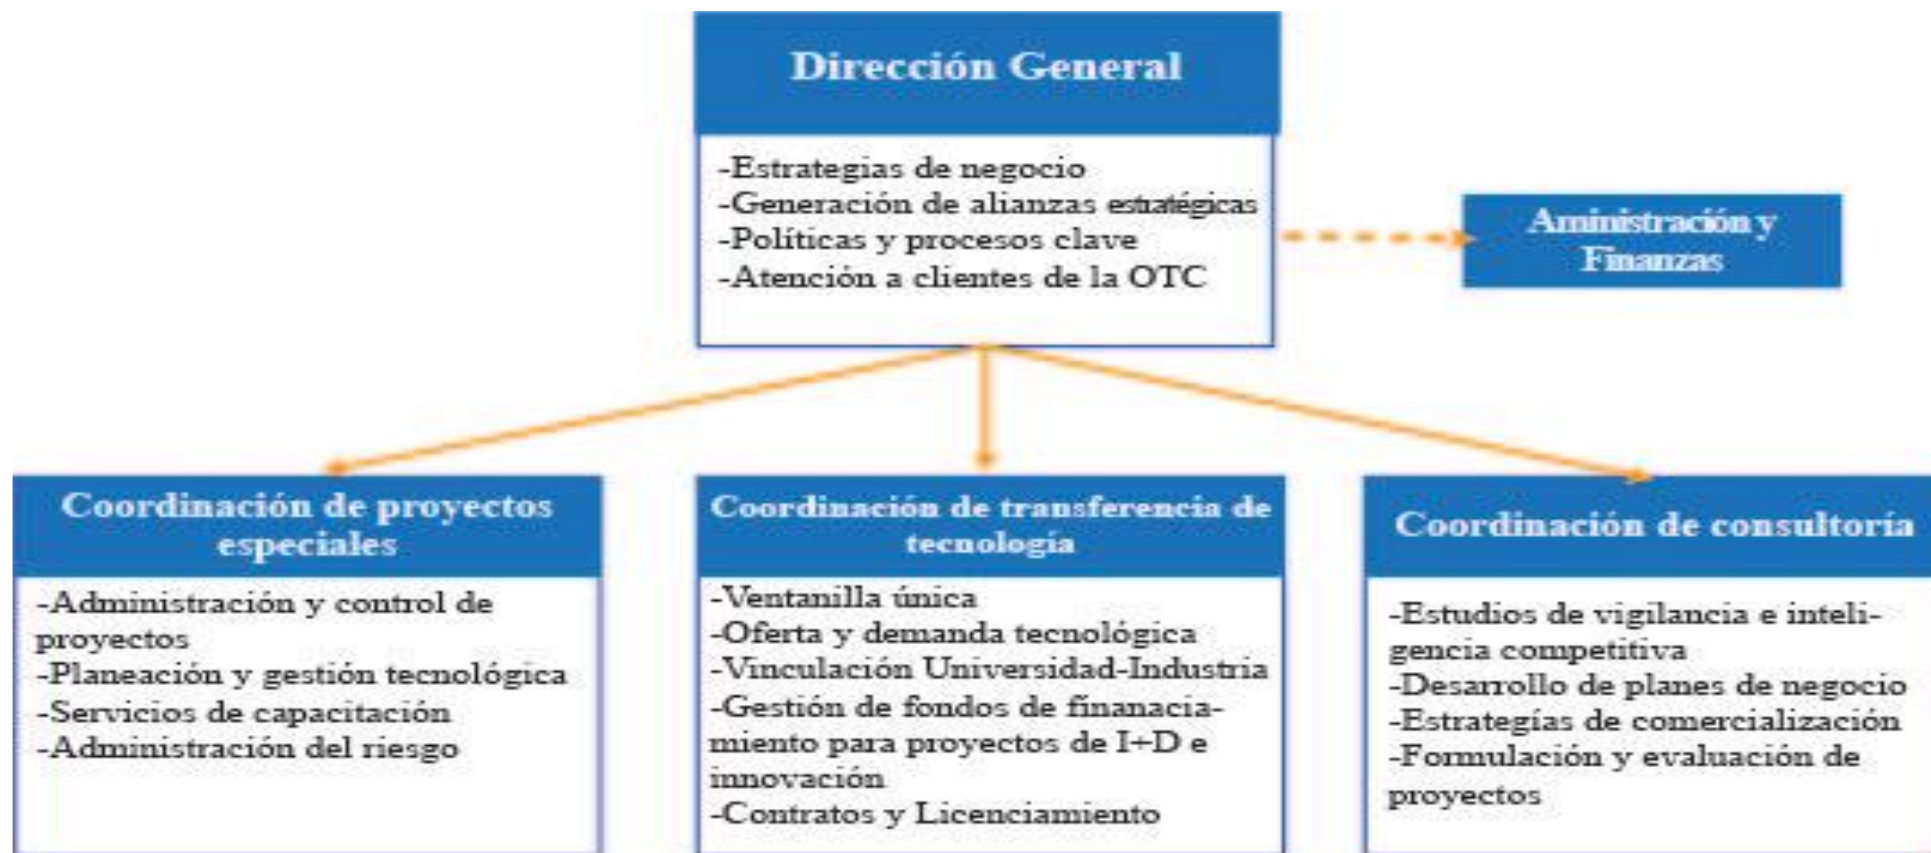 Dirección General
-Estrategias de negocio
-Generación de alianzas estratégicas
-Políticas y procesos clave
-Atención a clientes de la OTC
Aministración y
Finanzas
Coordinación de proyectos
especiales
-Administración y control de
proyectos
-Planeación y gestión tecnológica
-Servicios de capacitación
-Administración del riesgo
Coordinación de transferencia de
tecnología
-Ventanilla única
-Oferta y demanda tecnológica
-Vinculación Universidad-Industria
-Gestión de fondos de finanacia-
miento para proyectos de I+D e
innovación
-Contratos y Licenciamiento
Coordinación de consultoría
-Estudios de vigilancia e inteli-
gencia competitiva
-Desarrollo de planes de negocio
-Estrategías de comercialización
-Formulación y evaluación de
proyectos